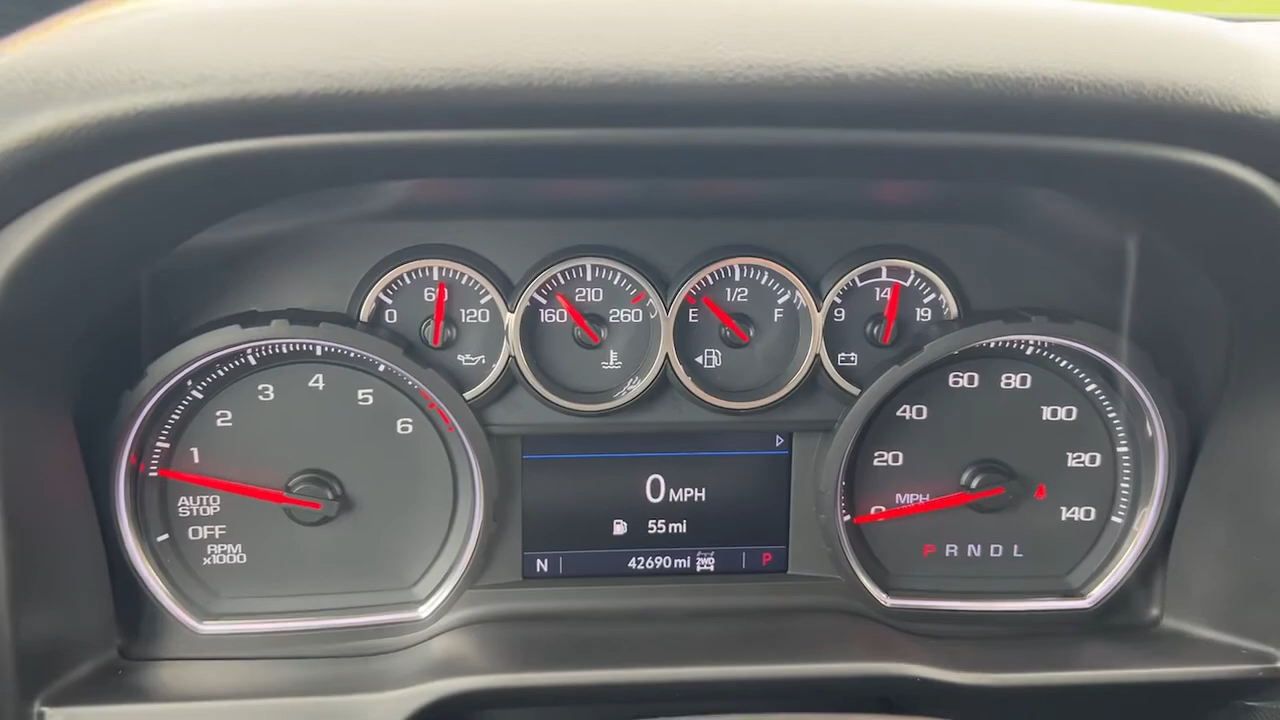 0 60 120
160 210 260
E 1/2 F
9 14 19
1 2 3 4 5 6
AUTO
STOP
OFF
RPM
x1000
0 MPH
55 mi
N 42690 mi 2WD P
0 20 40 60 80 100 120 140
MPH
P R N D L